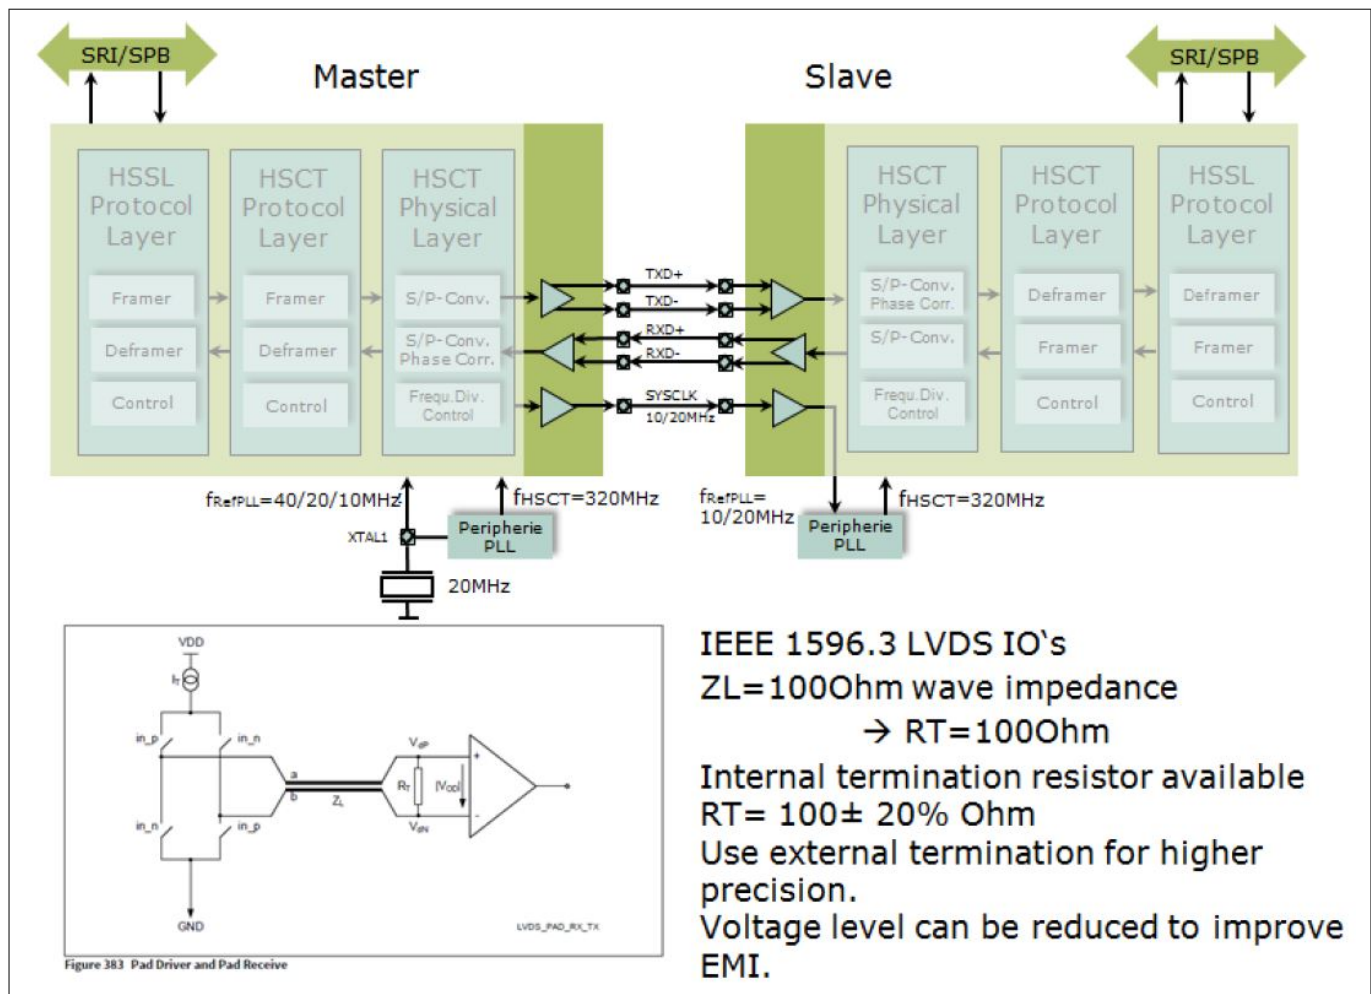 SRI/SPB
SRI/SPB
Master
Slave
HSSL
Protocol
Layer
HSCT
Protocol
Layer
HSCT
Physical
Layer
HSCT
Physical
Layer
HSCT
Protocol
Layer
HSSL
Protocol
Layer
Framer
Framer
S/P-Conv.
TXD+
TXD-
S/P-Conv.
Phase Corr.
Deframer
Deframer
Deframer
Deframer
S/P-Conv.
Phase Corr.
RXD+
RXD-
S/P-Conv.
Framer
Framer
Control
Control
Frequ.Div.
Control
SYSCLK
10/20MHz
Frequ.Div.
Control
Control
Control
fRefPLL=40/20/10MHz
fHSCT=320MHz
fRefPLL=
10/20MHz
fHSCT=320MHz
XTAL1
Peripherie
PLL
Peripherie
PLL
20MHz
VDD
IT
in_p
in_n
a
b
ZL
VdP
RT
|VOD|
VdN
+
-
in_n
in_p
GND
LVDS_PAD_RX_TX
Figure 383 Pad Driver and Pad Receive
IEEE 1596.3 LVDS IO‘s
ZL=100Ohm wave impedance
→ RT=100Ohm
Internal termination resistor available
RT= 100± 20% Ohm
Use external termination for higher
precision.
Voltage level can be reduced to improve
EMI.